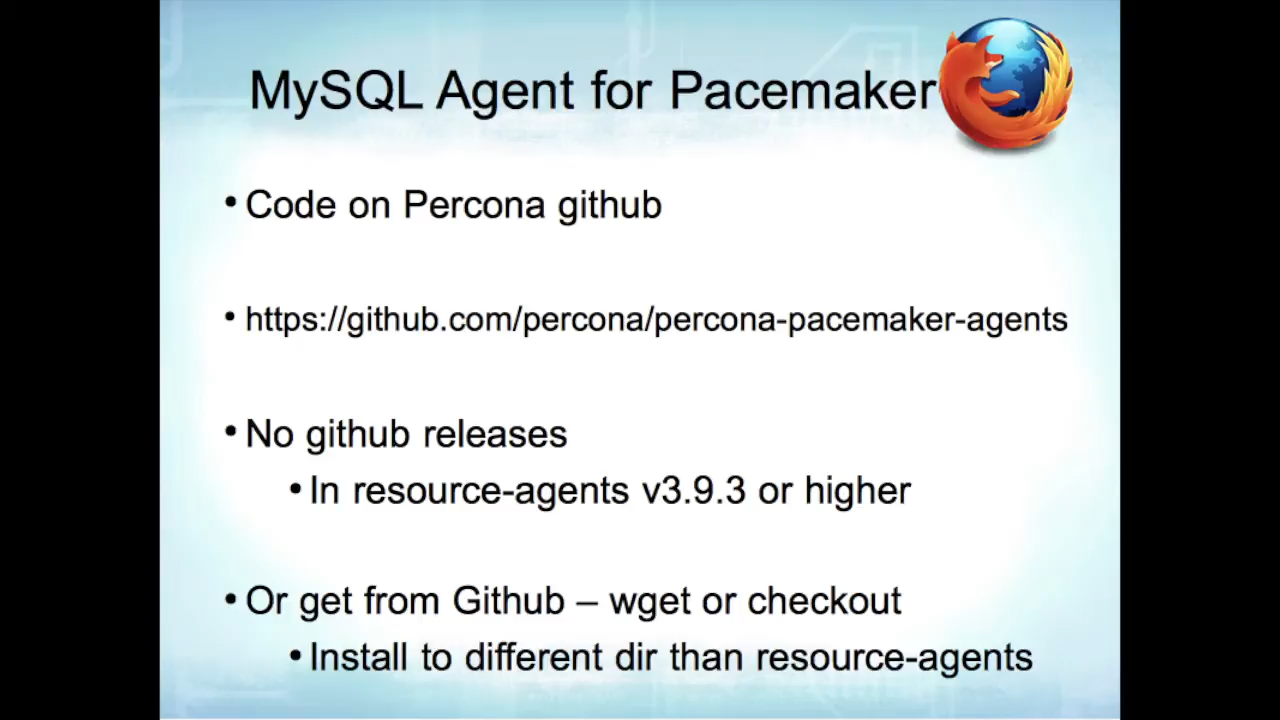 MySQL Agent for Pacemaker
• Code on Percona github
• https://github.com/percona/percona-pacemaker-agents
• No github releases
• In resource-agents v3.9.3 or higher
• Or get from Github – wget or checkout
• Install to different dir than resource-agents